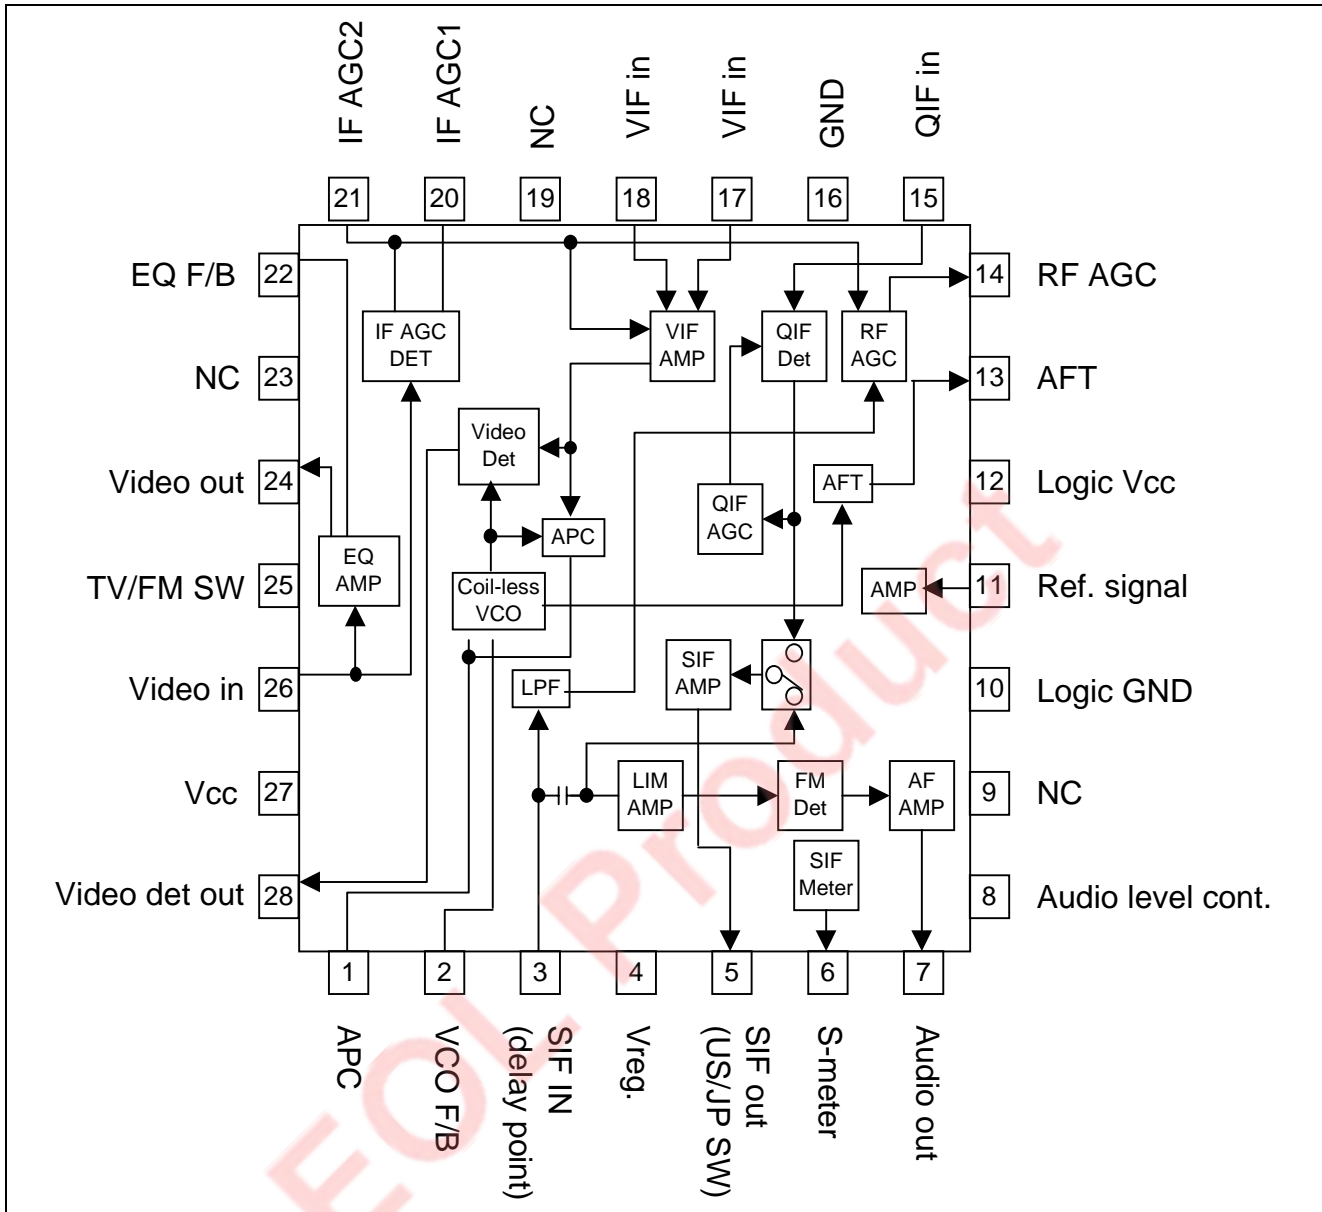 IF AGC2
IF AGC1
NC
VIF in
VIF in
GND
QIF in
21
20
19
18
17
16
15
EQ F/B
22
14
RF AGC
IF AGC
DET
VIF
AMP
QIF
Det
RF
AGC
NC
23
13
AFT
Video
Det
Video out
24
AFT
12
Logic Vcc
QIF
AGC
APC
EQ
AMP
TV/FM SW
25
Coil-less
VCO
AMP
11
Ref. signal
Video in
26
LPF
SIF
AMP
10
Logic GND
Vcc
27
LIM
AMP
FM
Det
AF
AMP
9
NC
SIF
Meter
Video det out
28
8
Audio level cont.
1
2
3
4
5
6
7
APC
VCO F/B
SIF IN
(delay point)
Vreg.
SIF out
(US/JP SW)
S-meter
Audio out
EOL Product